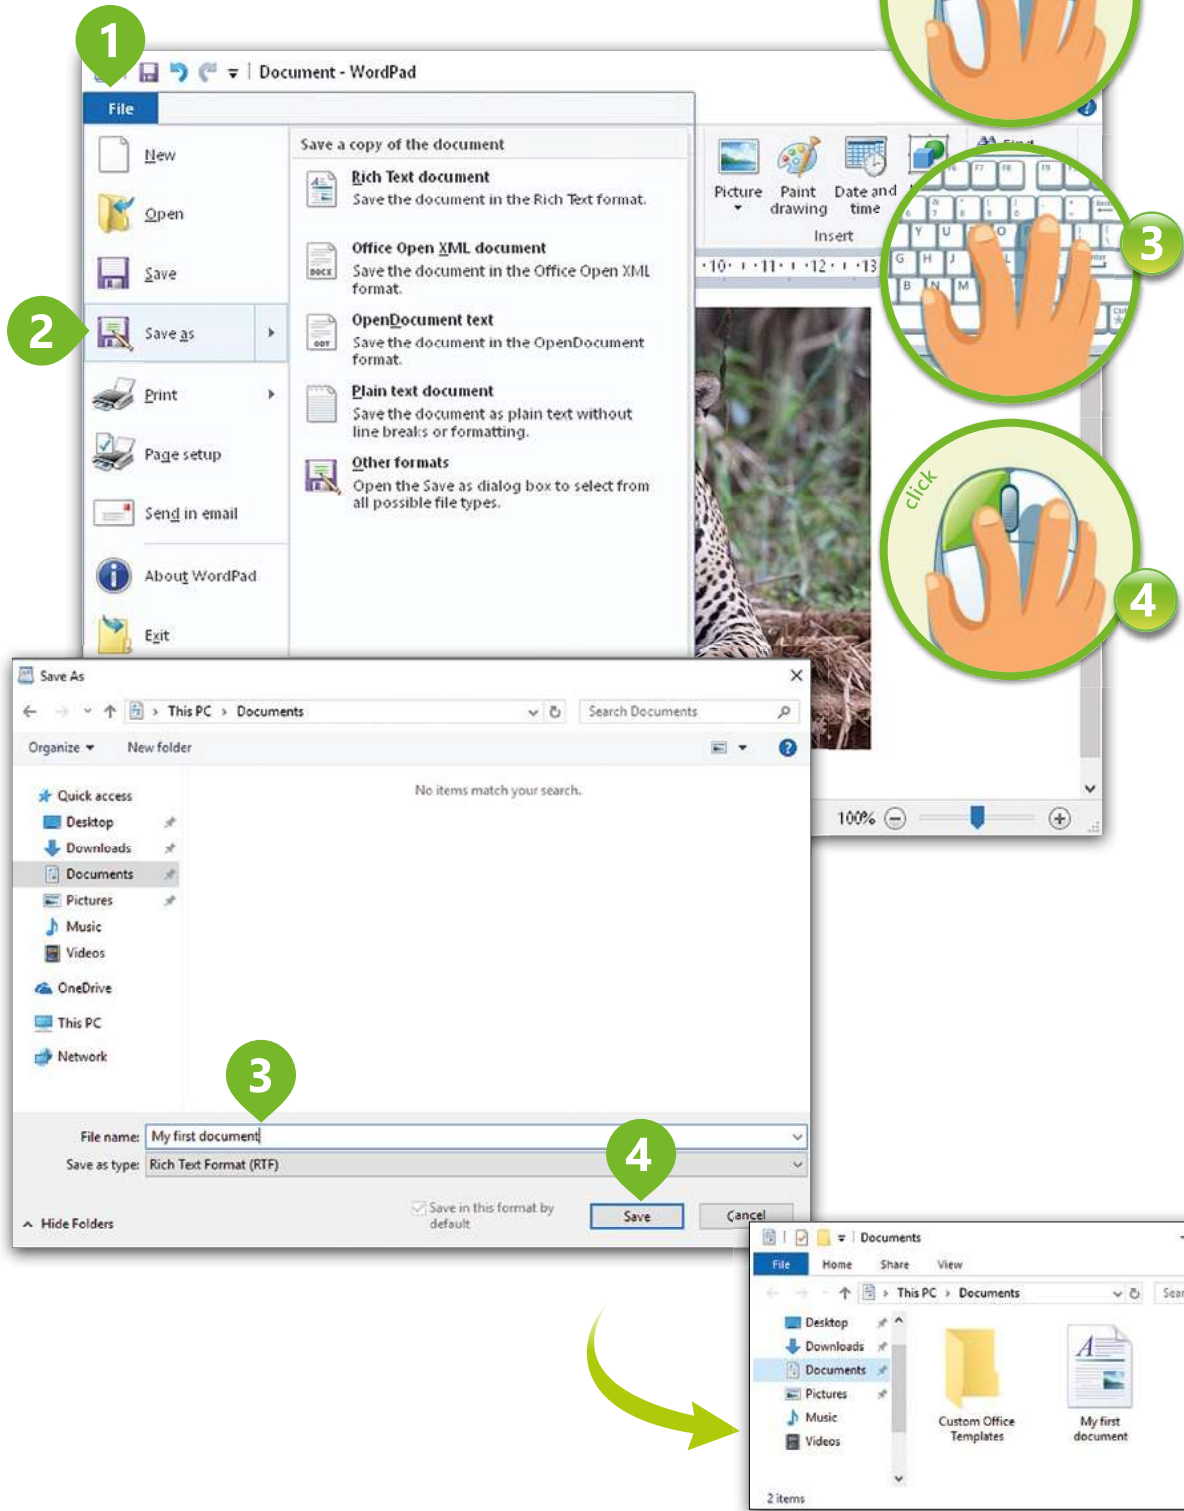 1
Document - WordPad
File
New
Open
Save
2
Save as
Print
Page setup
Send in email
About WordPad
Exit
Save a copy of the document
Rich Text document
Save the document in the Rich Text format.
Office Open XML document
Save the document in the Office Open XML
format.
DOCX
OpenDocument text
Save the document in the OpenDocument
format.
ODT
Plain text document
Save the document as plain text without
line breaks or formatting.
Other formats
Open the Save as dialog box to select from
all possible file types.
Picture
Paint
drawing
Date and
time
Insert
·10· ı ·11· ı ·12· ı ·13
Y U O P
G H J L
B N M
3
click
4
100%
Save As
This PC > Documents
Search Documents
Organize
New folder
No items match your search.
Quick access
Desktop
Downloads
Documents
Pictures
Music
Videos
OneDrive
This PC
Network
3
File name: My first document
Save as type: Rich Text Format (RTF)
4
Save in this format by
default
Save
Cancel
Hide Folders
Documents
File Home Share View
This PC > Documents
Desktop
Downloads
Documents
Pictures
Music
Videos
Custom Office
Templates
My first
document
2 items